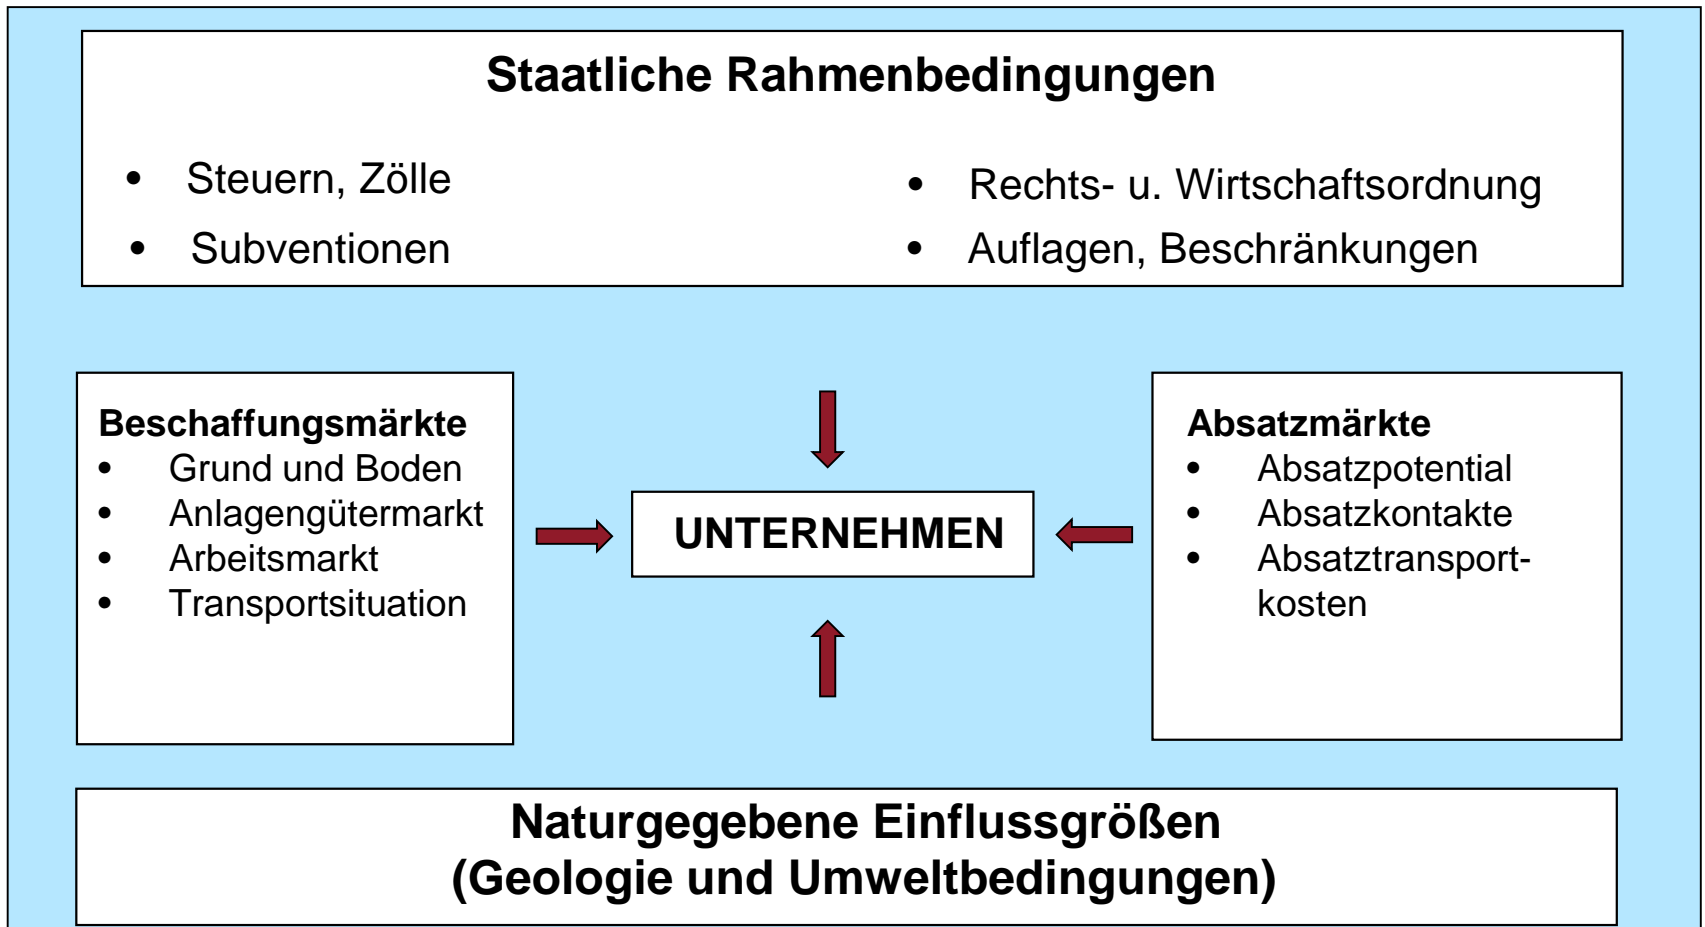 Staatliche Rahmenbedingungen
• Steuern, Zölle
• Subventionen
• Rechts- u. Wirtschaftsordnung
• Auflagen, Beschränkungen
Beschaffungsmärkte
• Grund und Boden
• Anlagengütermarkt
• Arbeitsmarkt
• Transportsituation
UNTERNEHMEN
Absatzmärkte
• Absatzpotential
• Absatzkontakte
• Absatztransport-
kosten
Naturgegebene Einflussgrößen
(Geologie und Umweltbedingungen)